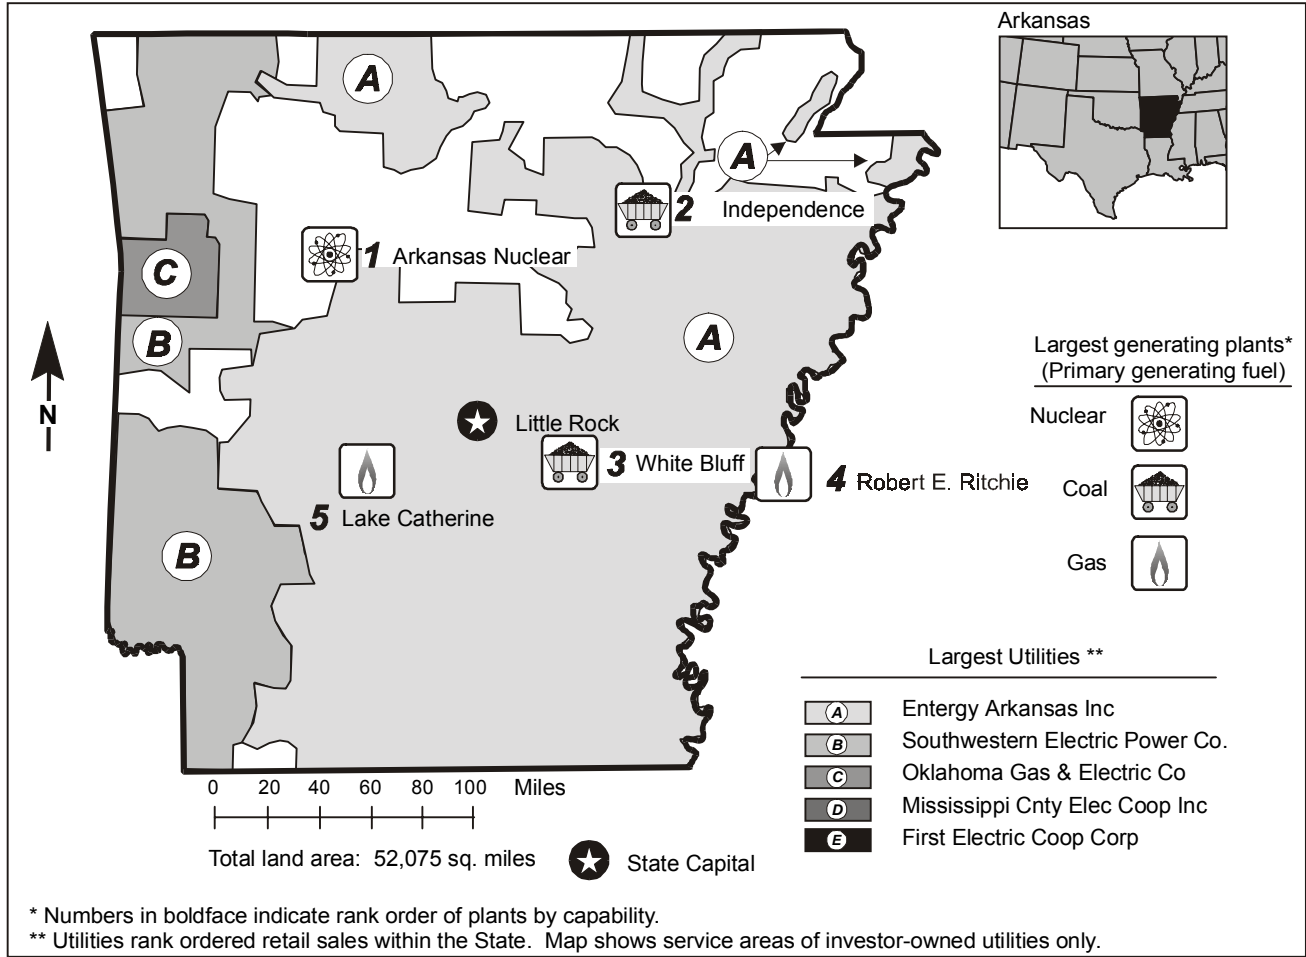 Arkansas
A
A
2 Independence
1 Arkansas Nuclear
C
B
A
N
Little Rock
3 White Bluff
4 Robert E. Ritchie
5 Lake Catherine
B
Largest generating plants*
(Primary generating fuel)
Nuclear
Coal
Gas
Largest Utilities **
A Entergy Arkansas Inc
B Southwestern Electric Power Co.
C Oklahoma Gas & Electric Co
D Mississippi Cnty Elec Coop Inc
E First Electric Coop Corp
0 20 40 60 80 100 Miles
Total land area: 52,075 sq. miles
State Capital
* Numbers in boldface indicate rank order of plants by capability.
** Utilities rank ordered retail sales within the State. Map shows service areas of investor-owned utilities only.